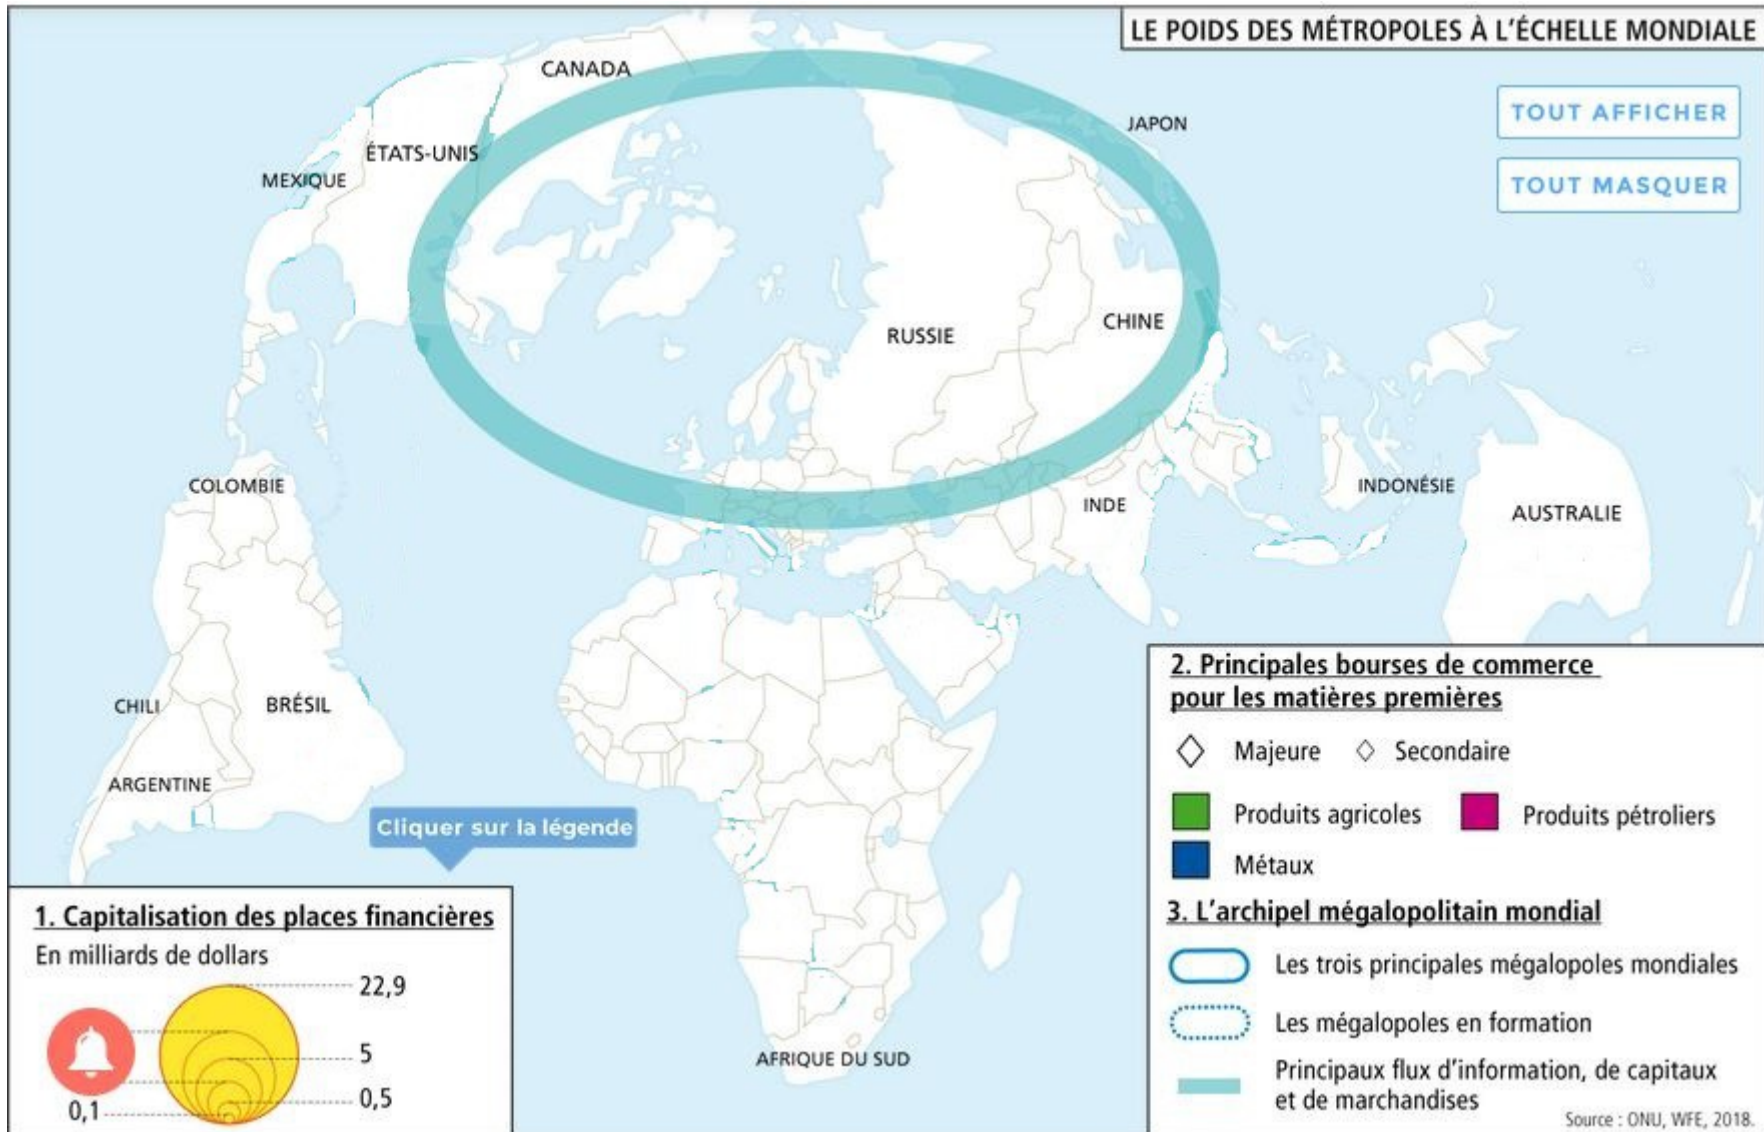 LE POIDS DES MÉTROPOLES À L'ÉCHELLE MONDIALE
TOUT AFFICHER
TOUT MASQUER
CANADA
JAPON
ÉTATS-UNIS
MEXIQUE
RUSSIE
CHINE
COLOMBIE
INDE
INDONÉSIE
AUSTRALIE
CHILI
BRÉSIL
ARGENTINE
AFRIQUE DU SUD
Cliquer sur la légende
1. Capitalisation des places financières
En milliards de dollars
22,9
5
0,5
0,1
2. Principales bourses de commerce
pour les matières premières
Majeure Secondaire
Produits agricoles Produits pétroliers
Métaux
3. L'archipel mégalopolitain mondial
Les trois principales mégalopoles mondiales
Les mégalopoles en formation
Principaux flux d'information, de capitaux
et de marchandises
Source : ONU, WFE, 2018.